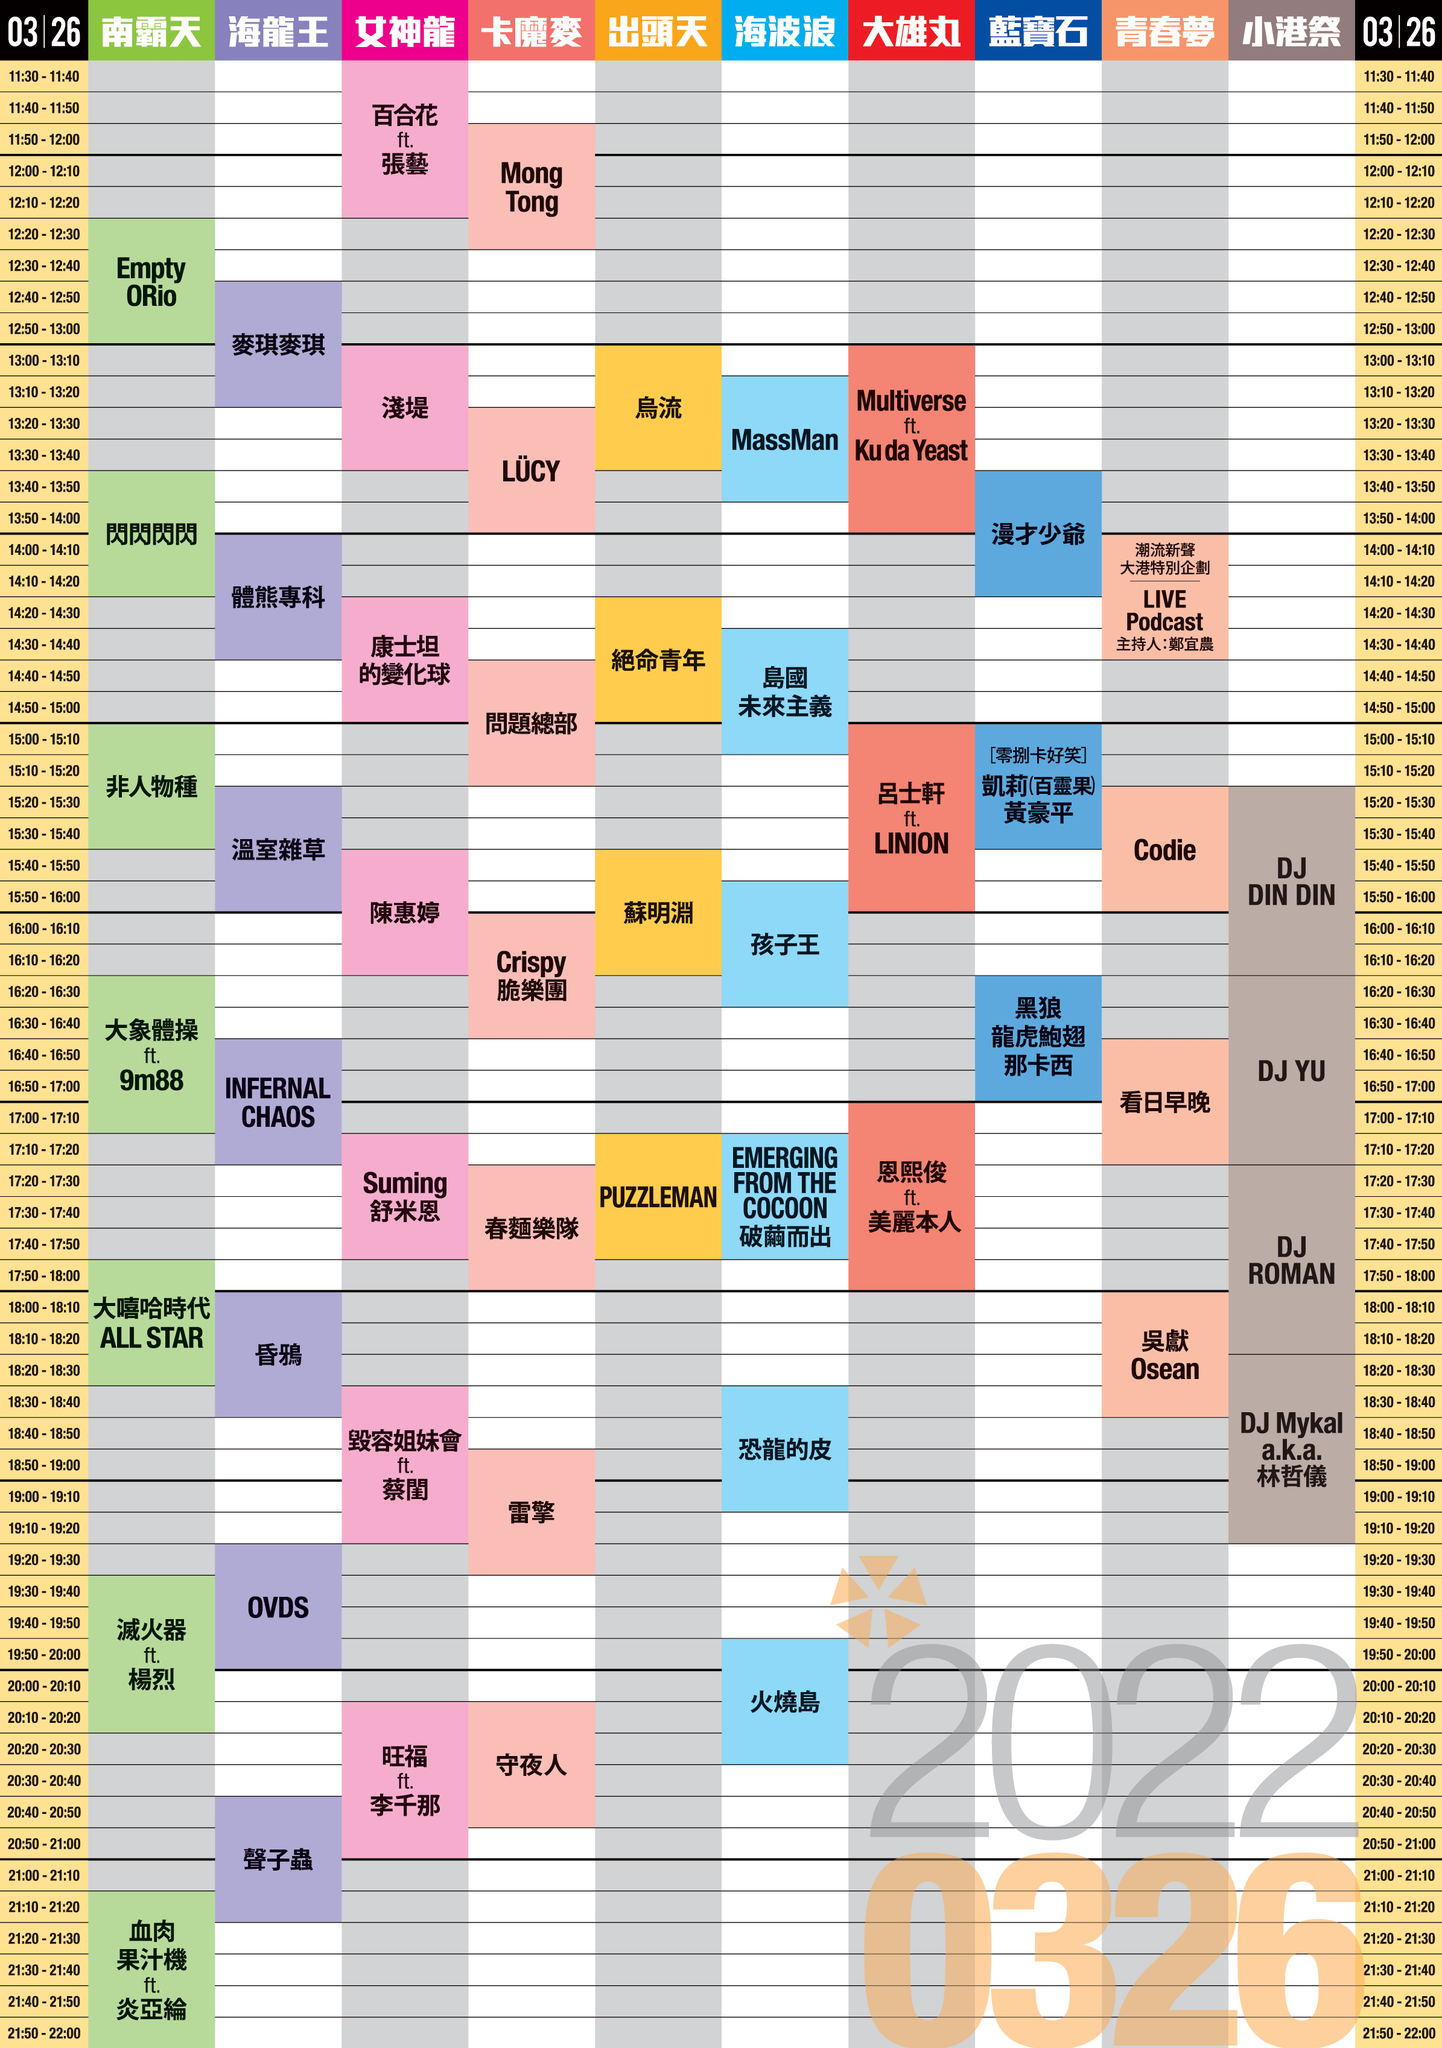 03|26 南霸天 海龍王 女神龍 卡魔麥 出頭天 海波浪 大雄丸 藍寶石 青春夢 小港祭 03|26
11:30 - 11:40 11:30 - 11:40
11:40 - 11:50 11:40 - 11:50
11:50 - 12:00 11:50 - 12:00
12:00 - 12:10 12:00 - 12:10
12:10 - 12:20 12:10 - 12:20
12:20 - 12:30 12:20 - 12:30
12:30 - 12:40 12:30 - 12:40
12:40 - 12:50 12:40 - 12:50
12:50 - 13:00 12:50 - 13:00
13:00 - 13:10 13:00 - 13:10
13:10 - 13:20 13:10 - 13:20
13:20 - 13:30 13:20 - 13:30
13:30 - 13:40 13:30 - 13:40
13:40 - 13:50 13:40 - 13:50
13:50 - 14:00 13:50 - 14:00
14:00 - 14:10 14:00 - 14:10
14:10 - 14:20 14:10 - 14:20
14:20 - 14:30 14:20 - 14:30
14:30 - 14:40 14:30 - 14:40
14:40 - 14:50 14:40 - 14:50
14:50 - 15:00 14:50 - 15:00
15:00 - 15:10 15:00 - 15:10
15:10 - 15:20 15:10 - 15:20
15:20 - 15:30 15:20 - 15:30
15:30 - 15:40 15:30 - 15:40
15:40 - 15:50 15:40 - 15:50
15:50 - 16:00 15:50 - 16:00
16:00 - 16:10 16:00 - 16:10
16:10 - 16:20 16:10 - 16:20
16:20 - 16:30 16:20 - 16:30
16:30 - 16:40 16:30 - 16:40
16:40 - 16:50 16:40 - 16:50
16:50 - 17:00 16:50 - 17:00
17:00 - 17:10 17:00 - 17:10
17:10 - 17:20 17:10 - 17:20
17:20 - 17:30 17:20 - 17:30
17:30 - 17:40 17:30 - 17:40
17:40 - 17:50 17:40 - 17:50
17:50 - 18:00 17:50 - 18:00
18:00 - 18:10 18:00 - 18:10
18:10 - 18:20 18:10 - 18:20
18:20 - 18:30 18:20 - 18:30
18:30 - 18:40 18:30 - 18:40
18:40 - 18:50 18:40 - 18:50
18:50 - 19:00 18:50 - 19:00
19:00 - 19:10 19:00 - 19:10
19:10 - 19:20 19:10 - 19:20
19:20 - 19:30 19:20 - 19:30
19:30 - 19:40 19:30 - 19:40
19:40 - 19:50 19:40 - 19:50
19:50 - 20:00 19:50 - 20:00
20:00 - 20:10 20:00 - 20:10
20:10 - 20:20 20:10 - 20:20
20:20 - 20:30 20:20 - 20:30
20:30 - 20:40 20:30 - 20:40
20:40 - 20:50 20:40 - 20:50
20:50 - 21:00 20:50 - 21:00
21:00 - 21:10 21:00 - 21:10
21:10 - 21:20 21:10 - 21:20
21:20 - 21:30 21:20 - 21:30
21:30 - 21:40 21:30 - 21:40
21:40 - 21:50 21:40 - 21:50
21:50 - 22:00 21:50 - 22:00
Empty
ORio
閃閃閃閃
非人物種
大象體操
ft.
9m88
大嘻哈時代
ALL STAR
滅火器
ft.
楊烈
血肉
果汁機
ft.
炎亞綸
麥琪麥琪
體熊專科
溫室雜草
INFERNAL
CHAOS
昏鴉
OVDS
聲子蟲
百合花
ft.
張藝
淺堤
康士坦
的變化球
陳惠婷
Suming
舒米恩
毀容姐妹會
ft.
蔡閨
旺福
ft.
李千那
Mong
Tong
LÜCY
問題總部
Crispy
脆樂團
春麵樂隊
雷擎
守夜人
烏流
絕命青年
蘇明淵
PUZZLEMAN
MassMan
島國
未來主義
孩子王
EMERGING
FROM THE
COCOON
破繭而出
恐龍的皮
火燒島
Multiverse
ft.
Ku da Yeast
呂士軒
ft.
LINION
恩熙俊
ft.
美麗本人
漫才少爺
[零捌卡好笑]
凱莉(百靈果)
黃豪平
黑狼
龍虎鮑翅
那卡西
潮流新聲
大港特別企劃
LIVE
Podcast
主持人：鄭宜農
Codie
看日早晚
吳獻
Osean
DJ
DIN DIN
DJ YU
DJ
ROMAN
DJ Mykal
a.k.a.
林哲儀
2022
0326